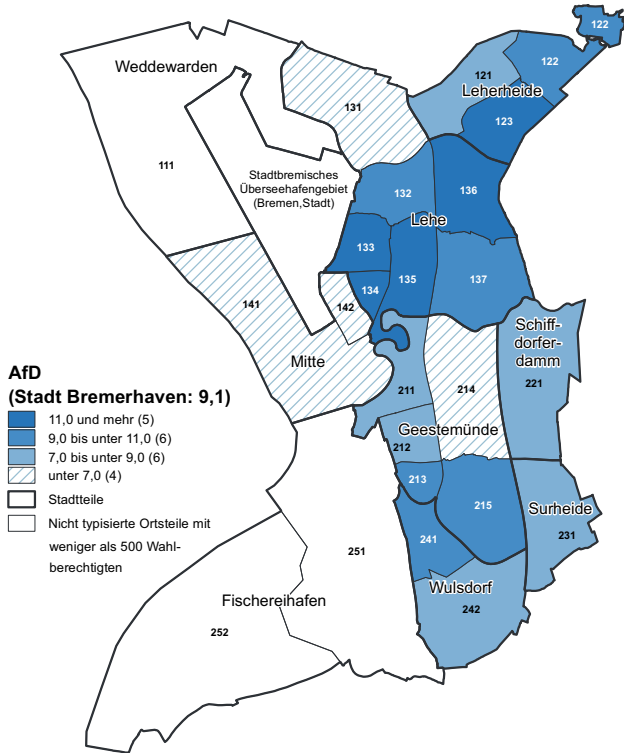 122
Weddewarden
121
122
Leherheide
131
123
111
Stadtbremisches
Überseehafengebiet
(Bremen,Stadt)
132
136
Lehe
133
134
135
137
141
142
Mitte
Schiff-
dorfer-
damm
AfD
(Stadt Bremerhaven: 9,1)
11,0 und mehr (5)
9,0 bis unter 11,0 (6)
7,0 bis unter 9,0 (6)
unter 7,0 (4)
Stadtteile
Nicht typisierte Ortsteile mit
weniger als 500 Wahl-
berechtigten
211
214
221
Geestemünde
212
213
215
Surheide
231
241
251
Wulsdorf
242
Fischereihafen
252